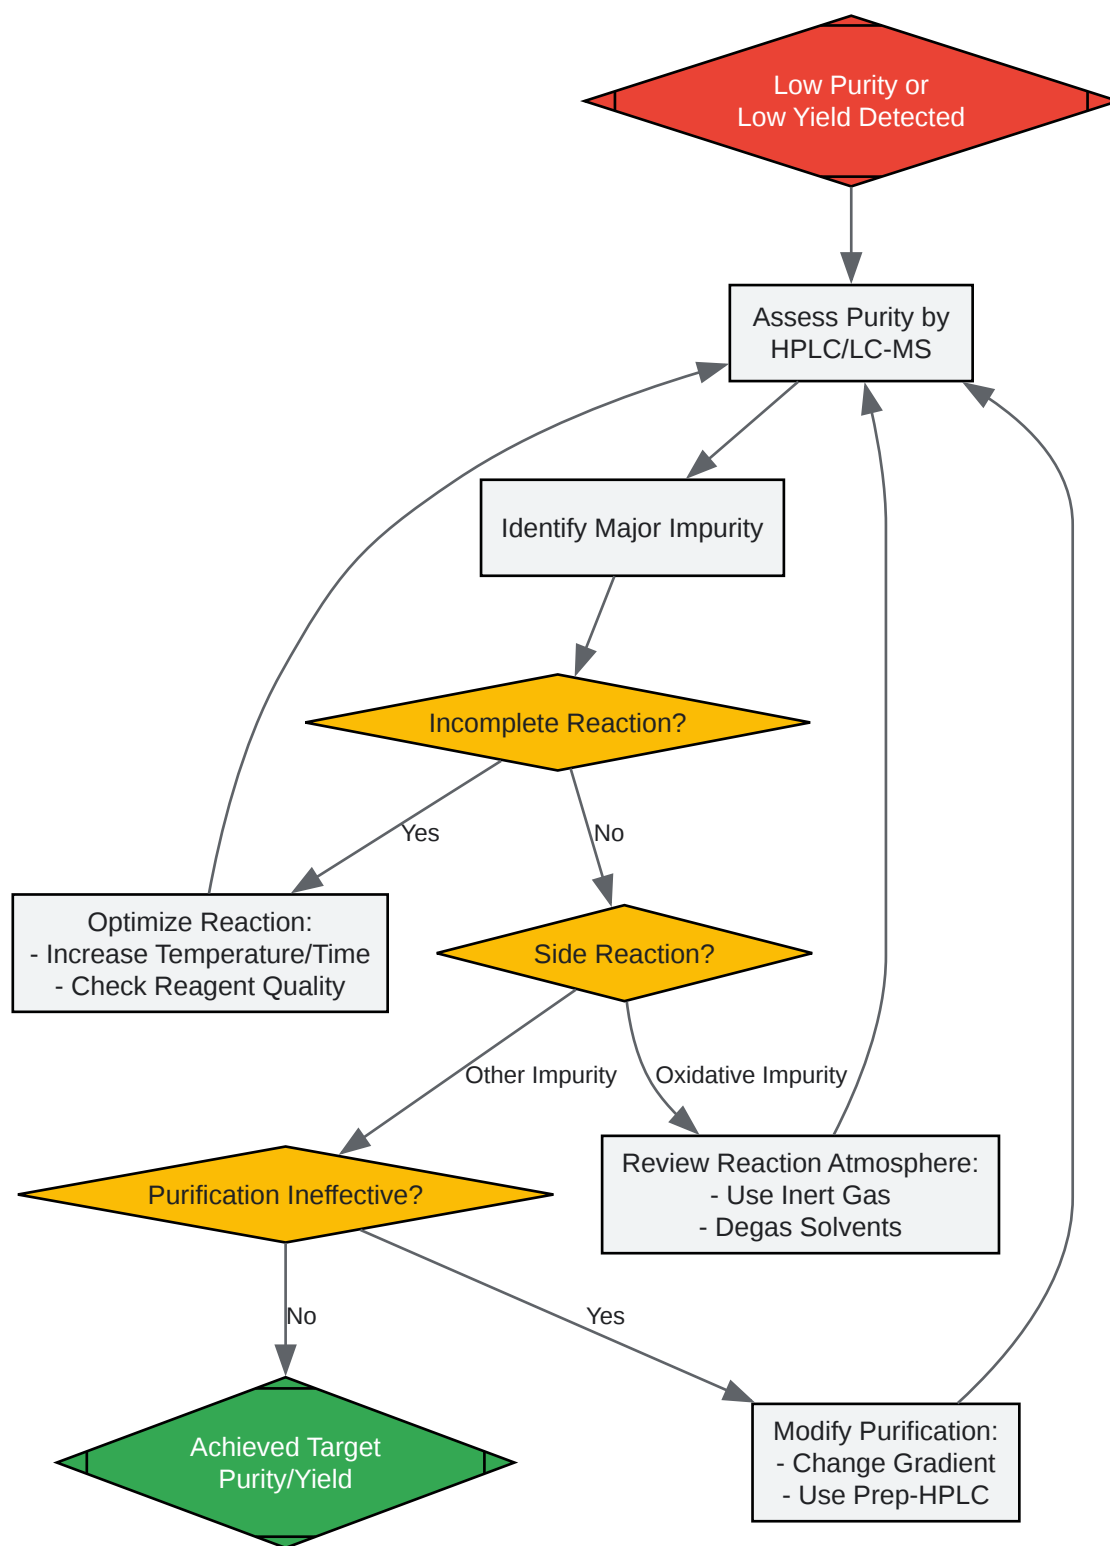 Low Purity or
Low Yield Detected
Assess Purity by
HPLC/LC-MS
Identify Major Impurity
Incomplete Reaction?
Yes
No
Optimize Reaction:
- Increase Temperature/Time
- Check Reagent Quality
Side Reaction?
Other Impurity
Oxidative Impurity
Purification Ineffective?
Review Reaction Atmosphere:
- Use Inert Gas
- Degas Solvents
No
Yes
Achieved Target
Purity/Yield
Modify Purification:
- Change Gradient
- Use Prep-HPLC